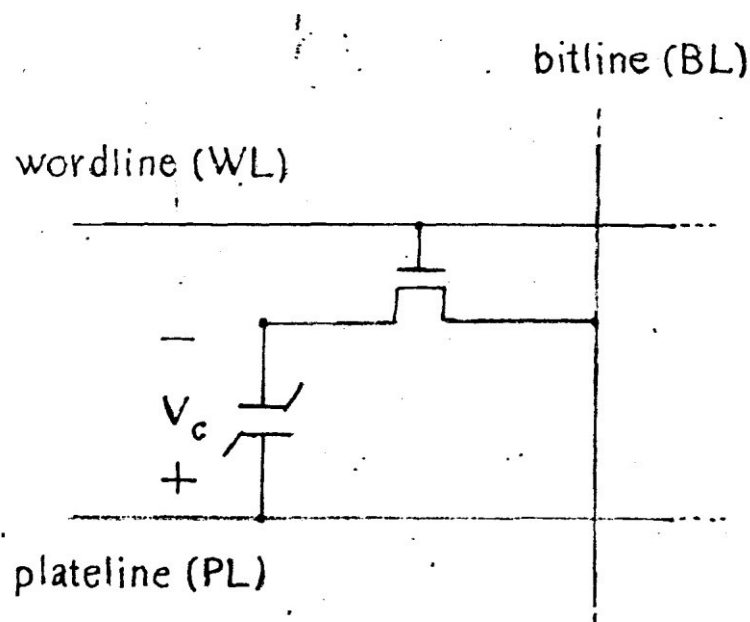 bitline (BL)
wordline (WL)
−
Vc
+
plateline (PL)